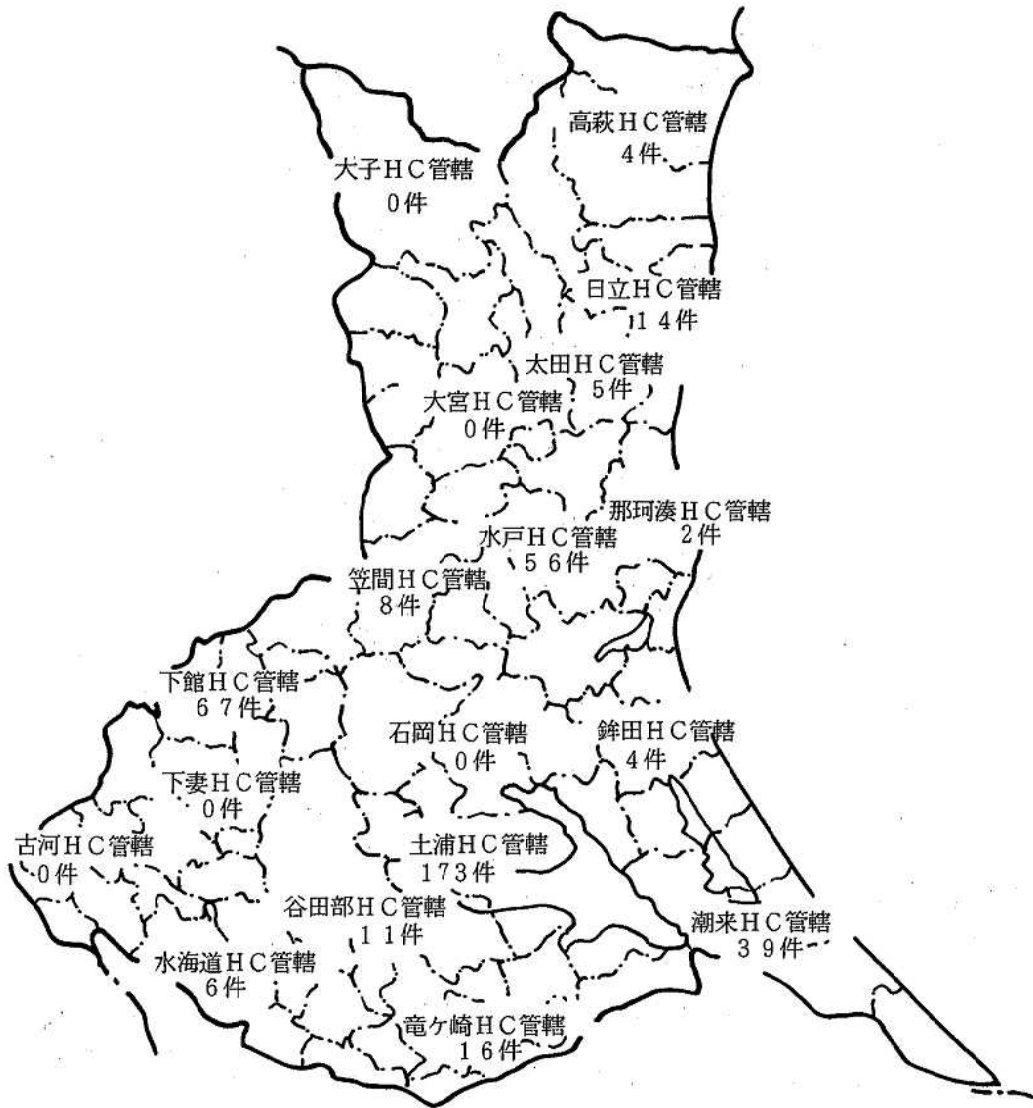 高萩HC管轄
4件
大子HC管轄
0件
日立HC管轄
14件
太田HC管轄
5件
大宮HC管轄
0件
那珂湊HC管轄
2件
水戸HC管轄
56件
笠間HC管轄
8件
下館HC管轄
67件
石岡HC管轄
0件
鉾田HC管轄
4件
下妻HC管轄
0件
古河HC管轄
0件
土浦HC管轄
173件
谷田部HC管轄
11件
潮来HC管轄
39件
水海道HC管轄
6件
竜ケ崎HC管轄
16件